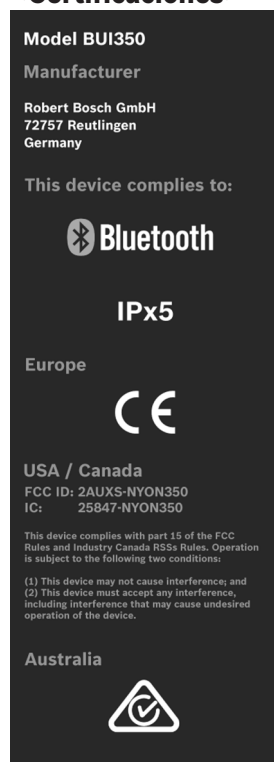 Certificaciones
Model BUI350
Manufacturer
Robert Bosch GmbH
72757 Reutlingen
Germany
This device complies to:
Bluetooth
IPx5
Europe
CE
USA / Canada
FCC ID: 2AUXS-NYON350
IC: 25847-NYON350
This device complies with part 15 of the FCC
Rules and Industry Canada RSSs Rules. Operation
is subject to the following two conditions:
(1) This device may not cause interference; and
(2) This device must accept any interference,
including interference that may cause undesired
operation of the device.
Australia